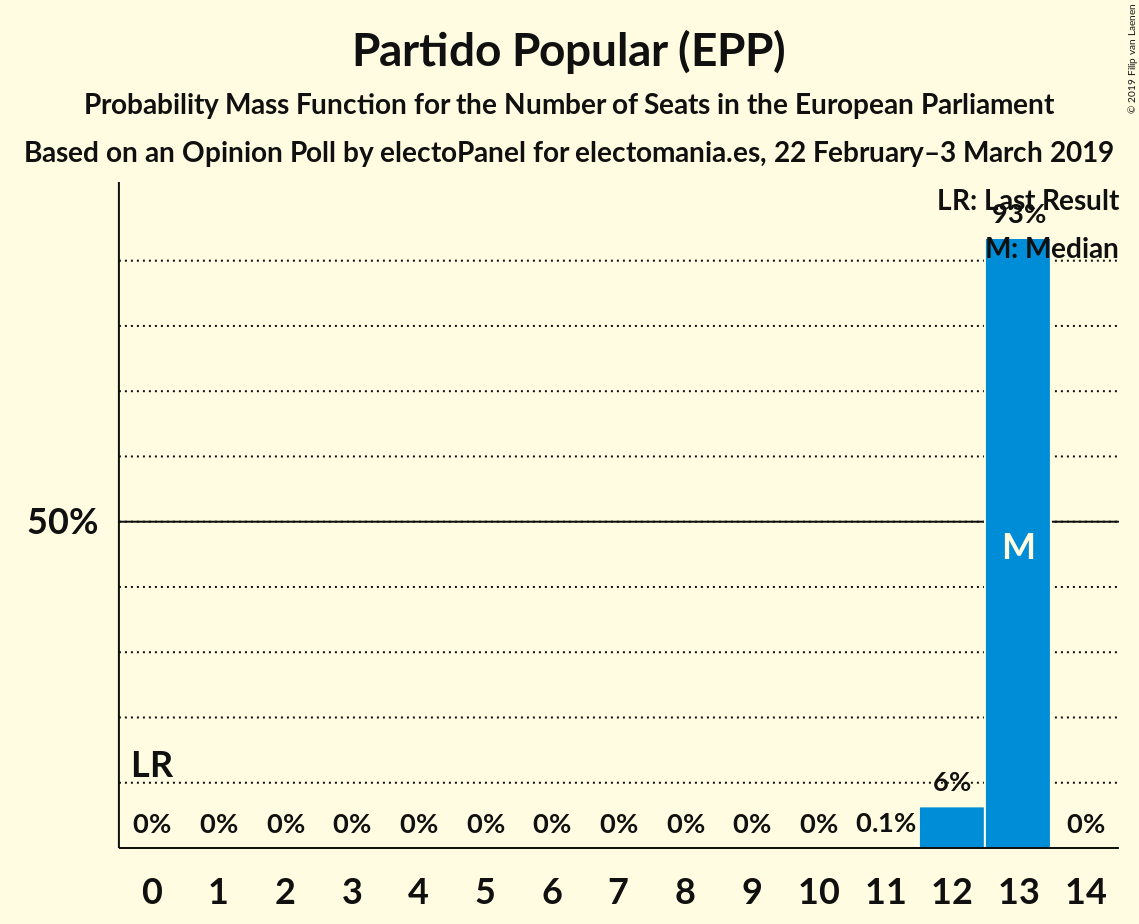 Partido Popular (EPP)
Probability Mass Function for the Number of Seats in the European Parliament
Based on an Opinion Poll by electoPanel for electomania.es, 22 February–3 March 2019
© 2019 Filip van Laenen
LR: Last Result
93%
M: Median
50%
M
LR
6%
0% 0% 0% 0% 0% 0% 0% 0% 0% 0% 0% 0.1% 0%
0 1 2 3 4 5 6 7 8 9 10 11 12 13 14